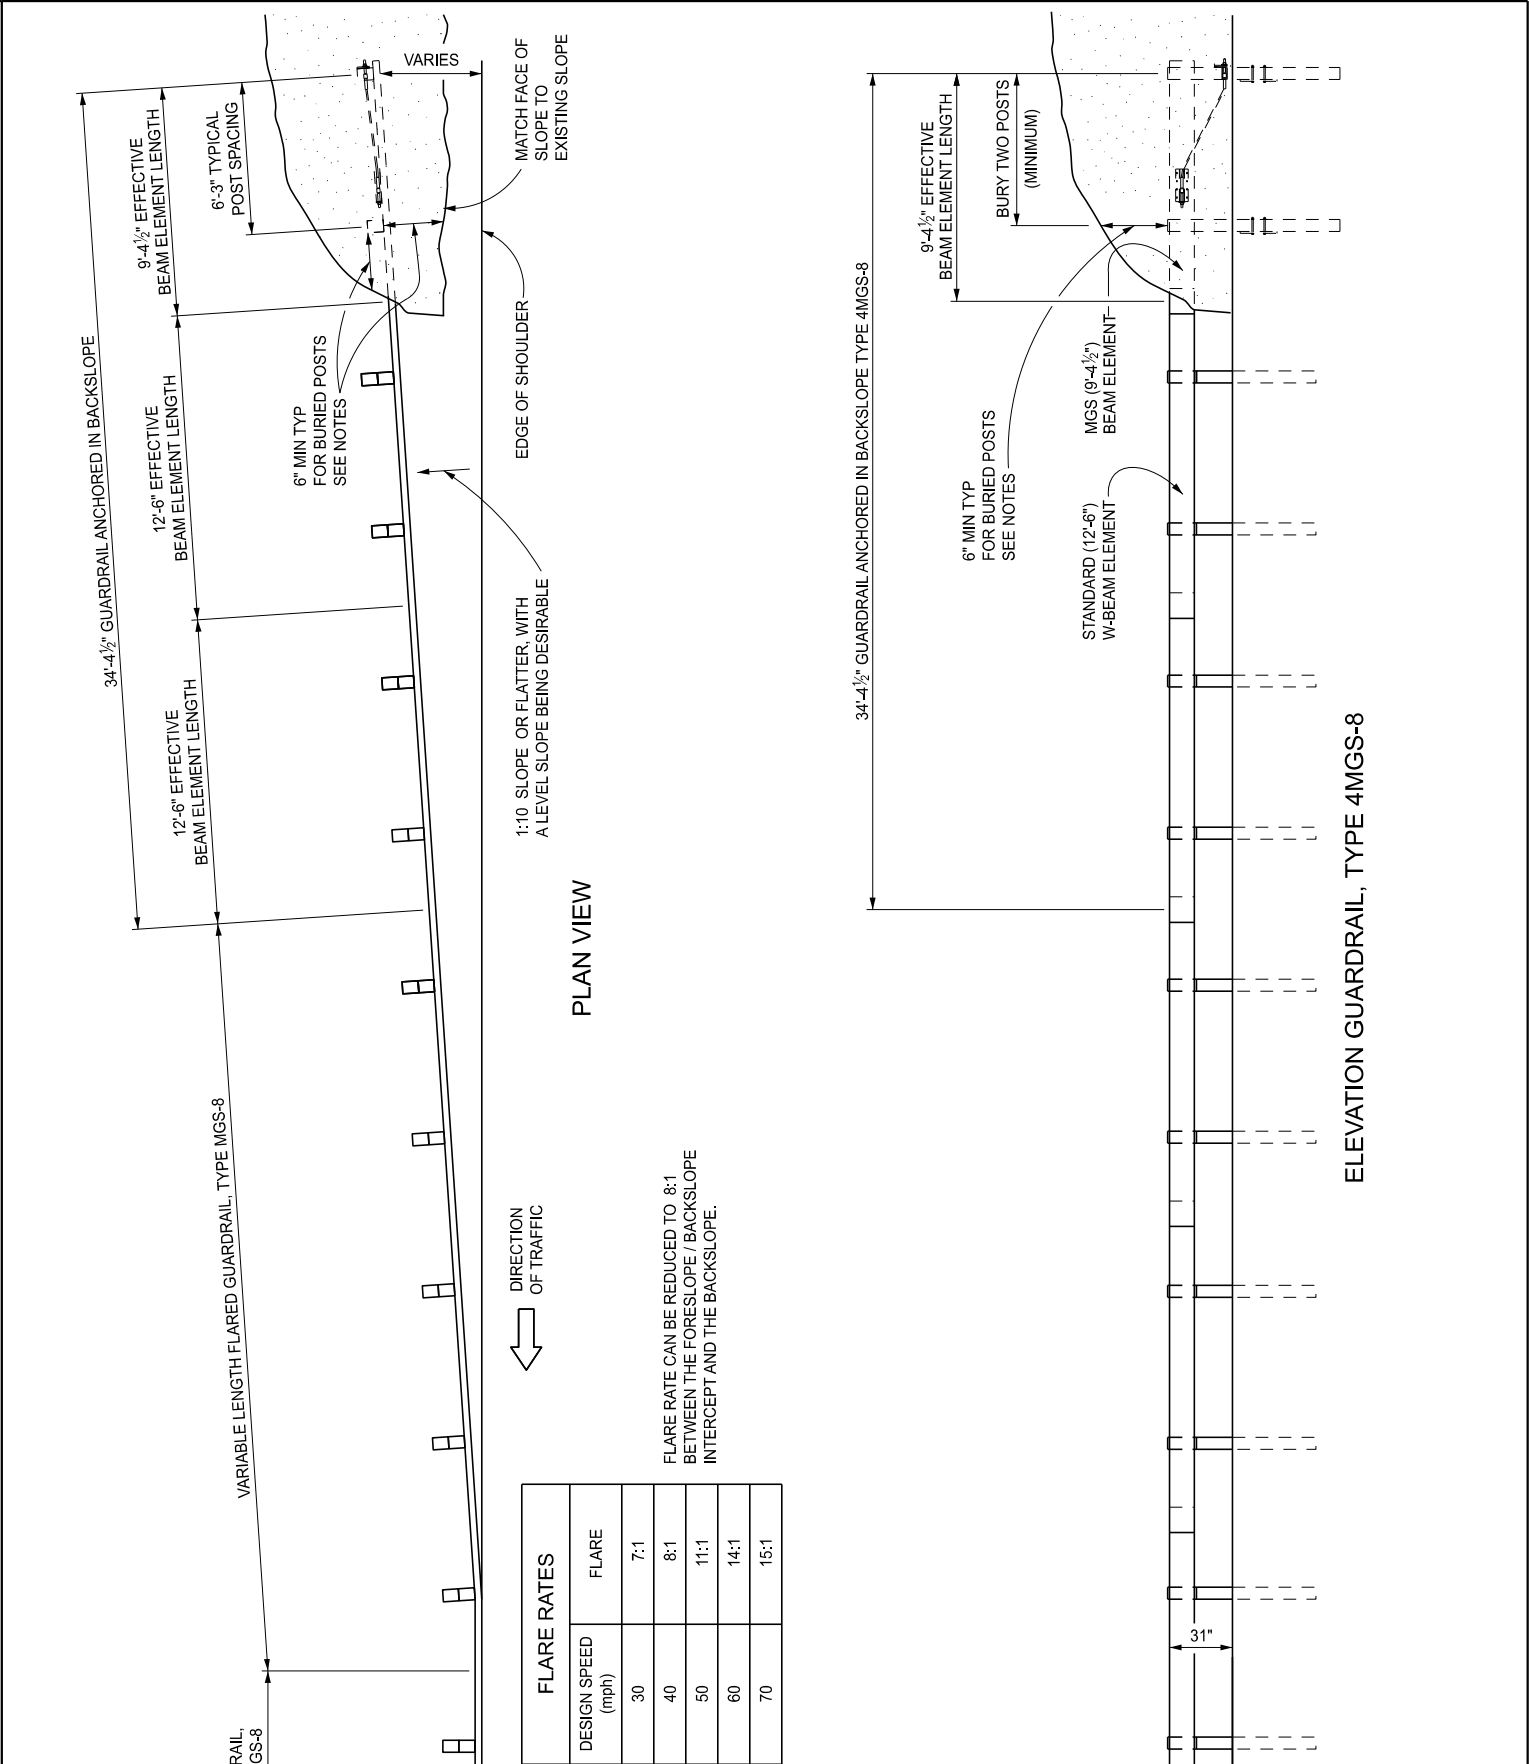 VARIES
MATCH FACE OF
SLOPE TO
EXISTING SLOPE
6'-3" TYPICAL
POST SPACING
9'-4½" EFFECTIVE
BEAM ELEMENT LENGTH
34'-4½" GUARDRAIL ANCHORED IN BACKSLOPE
12'-6" EFFECTIVE
BEAM ELEMENT LENGTH
12'-6" EFFECTIVE
BEAM ELEMENT LENGTH
6" MIN TYP
FOR BURIED POSTS
SEE NOTES
EDGE OF SHOULDER
1:10 SLOPE OR FLATTER, WITH
A LEVEL SLOPE BEING DESIRABLE
VARIABLE LENGTH FLARED GUARDRAIL, TYPE MGS-8
RAIL,
GS-8
PLAN VIEW
DIRECTION
OF TRAFFIC
FLARE RATE CAN BE REDUCED TO 8:1
BETWEEN THE FORESLOPE / BACKSLOPE
INTERCEPT AND THE BACKSLOPE.
FLARE RATES
DESIGN SPEED
(mph)
FLARE
30 7:1
40 8:1
50 11:1
60 14:1
70 15:1
34'-4½" GUARDRAIL ANCHORED IN BACKSLOPE TYPE 4MGS-8
9'-4½" EFFECTIVE
BEAM ELEMENT LENGTH
BURY TWO POSTS
(MINIMUM)
6" MIN TYP
FOR BURIED POSTS
SEE NOTES
MGS (9'-4½")
BEAM ELEMENT
STANDARD (12'-6")
W-BEAM ELEMENT
31"
ELEVATION GUARDRAIL, TYPE 4MGS-8